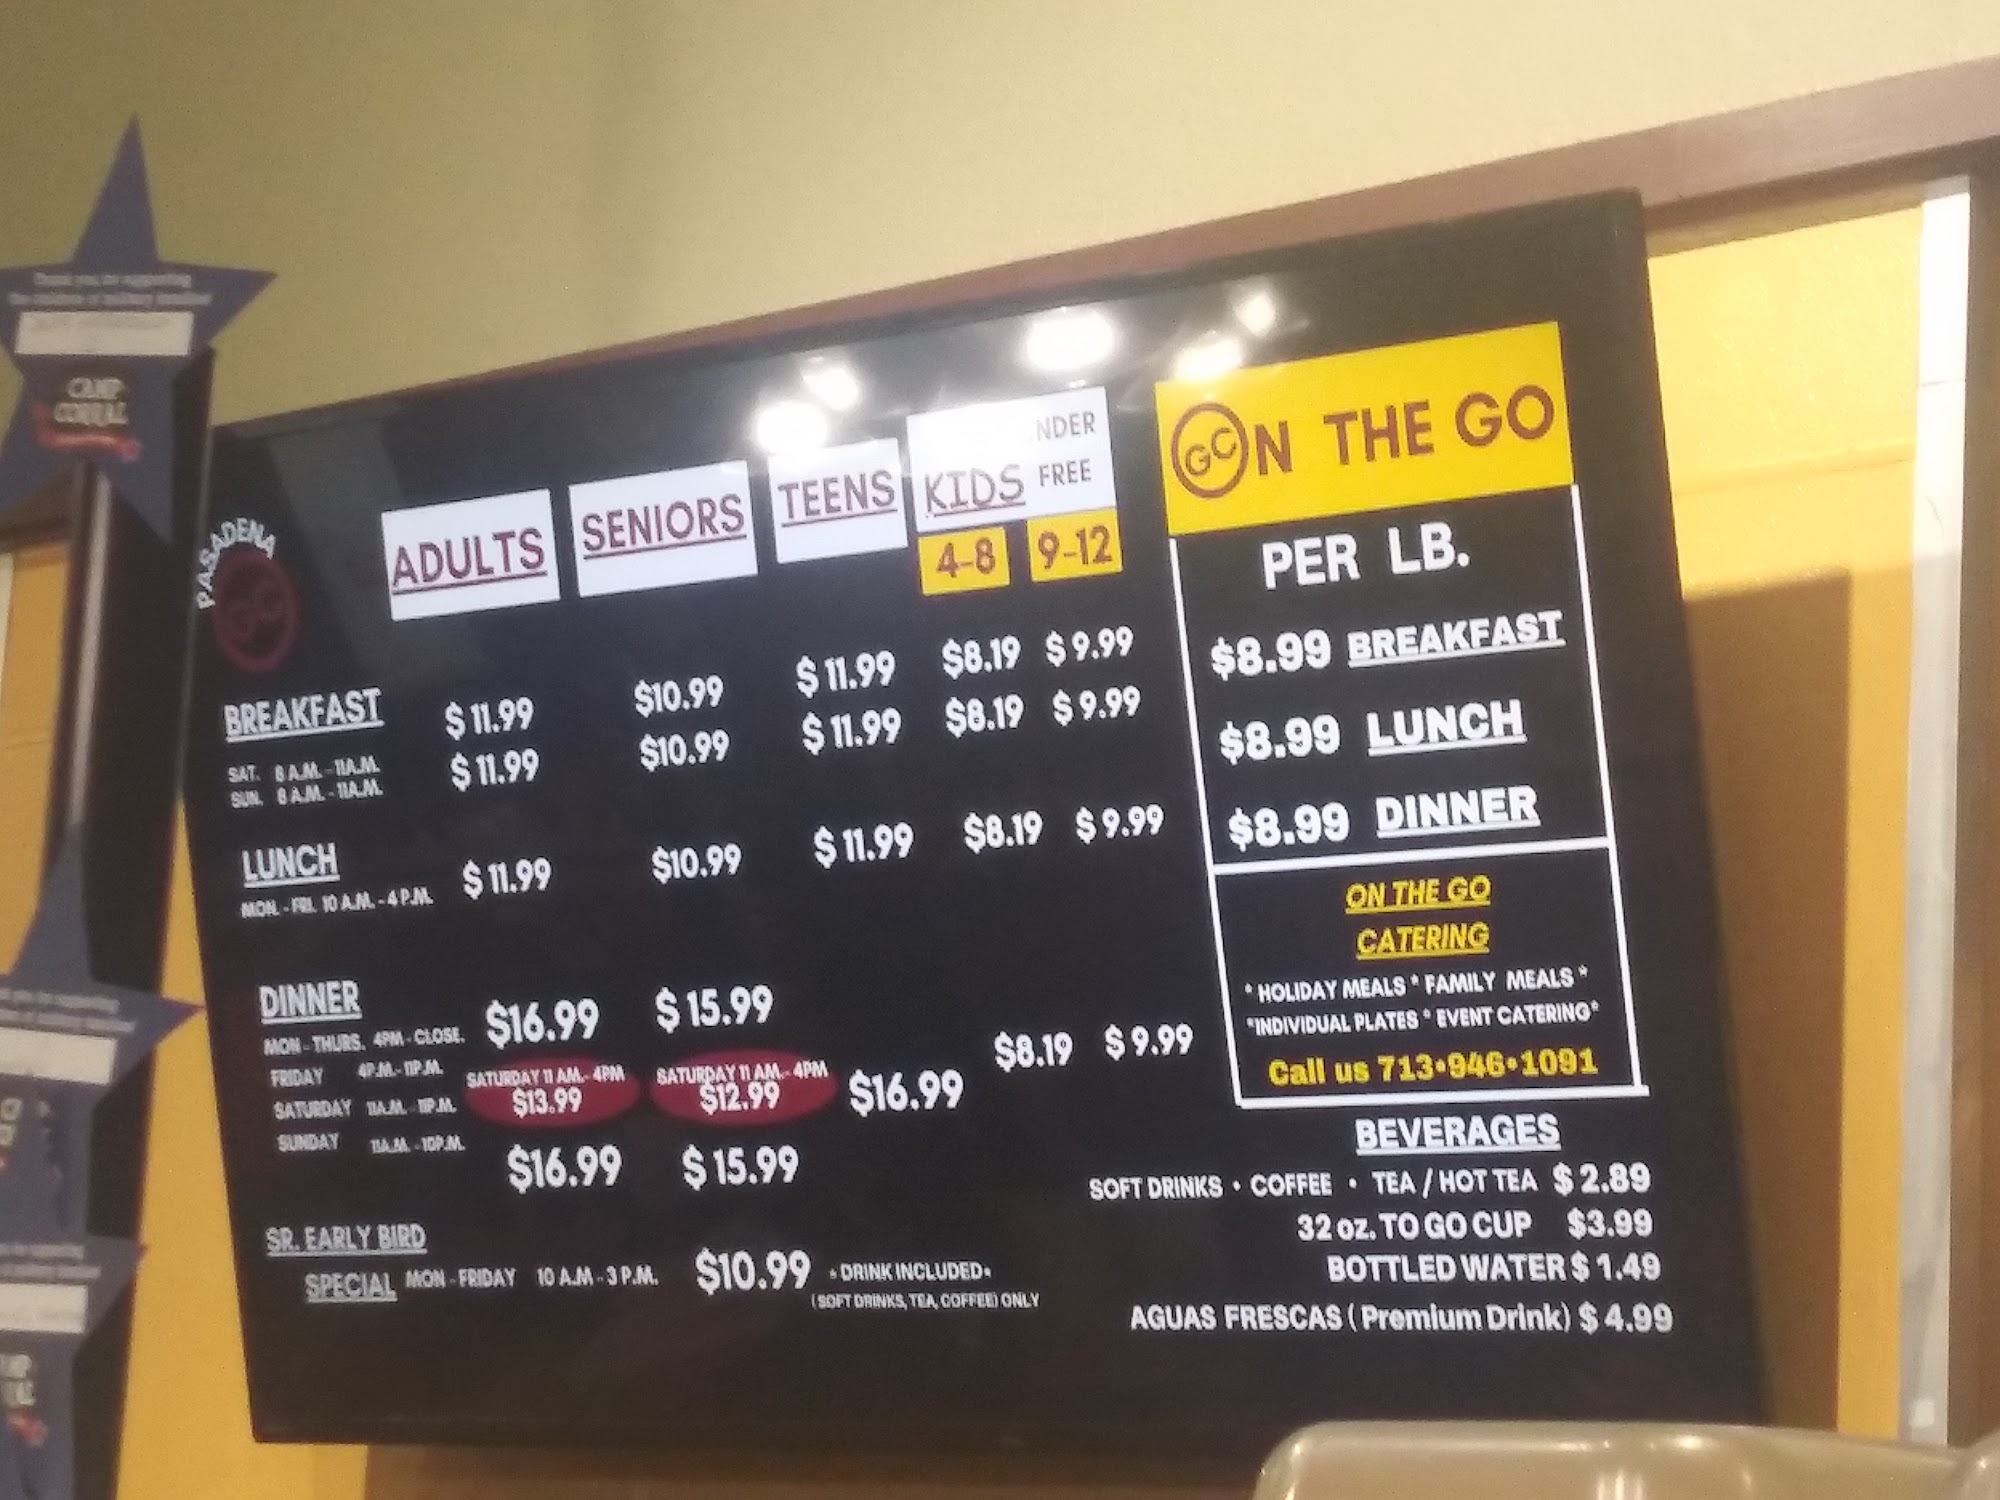 CAMP
CORRAL
PASADENA
GC
ADULTS
SENIORS
TEENS
NDER
KIDS FREE
4-8 9-12
BREAKFAST $11.99 $10.99 $11.99 $8.19 $9.99
$11.99 $10.99 $11.99 $8.19 $9.99
SAT. 8 A.M. - 11A.M.
SUN. 8 A.M. - 11A.M.
LUNCH
MON. - FRI. 10 A.M. - 4 P.M. $11.99 $10.99 $11.99 $8.19 $9.99
DINNER
MON - THURS. 4PM - CLOSE. $16.99 $15.99
FRIDAY 4P.M. - 11P.M.
SATURDAY 11A.M. - 11P.M.
SUNDAY 11A.M. - 10P.M.
SATURDAY 11 AM.- 4PM
$13.99
SATURDAY 11 AM.- 4PM
$12.99
$16.99 $8.19 $9.99
$16.99 $15.99
SR. EARLY BIRD
SPECIAL MON - FRIDAY 10 A.M - 3 P.M. $10.99 * DRINK INCLUDED*
(SOFT DRINKS, TEA, COFFEE) ONLY
GC ON THE GO
PER LB.
$8.99 BREAKFAST
$8.99 LUNCH
$8.99 DINNER
ON THE GO
CATERING
* HOLIDAY MEALS * FAMILY MEALS *
*INDIVIDUAL PLATES * EVENT CATERING*
Call us 713•946•1091
BEVERAGES
SOFT DRINKS • COFFEE • TEA / HOT TEA $2.89
32 oz. TO GO CUP $3.99
BOTTLED WATER $1.49
AGUAS FRESCAS (Premium Drink) $4.99